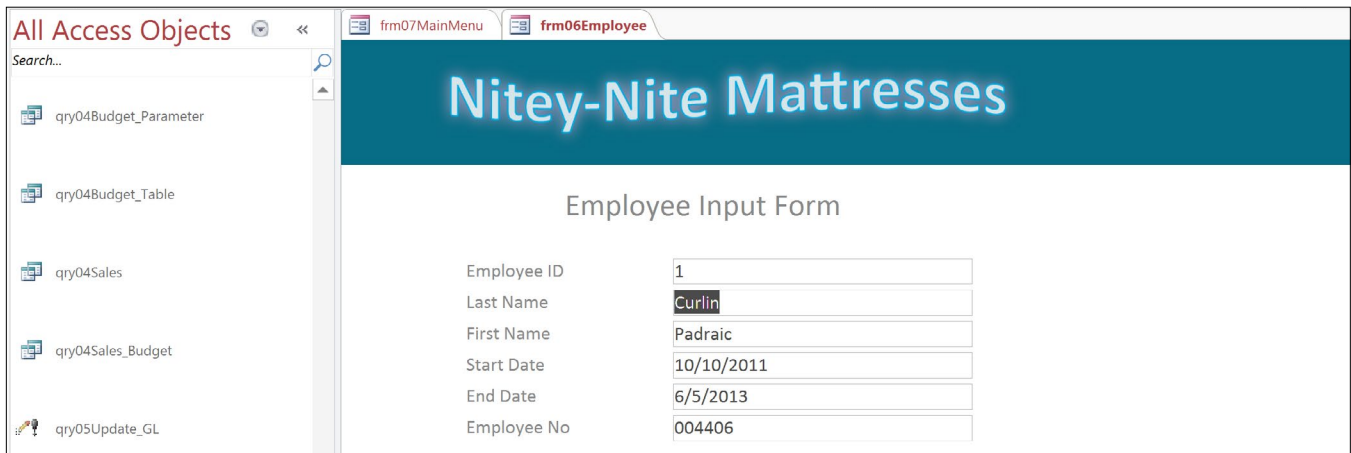 All Access Objects
Search...
qry04Budget_Parameter
qry04Budget_Table
qry04Sales
qry04Sales_Budget
qry05Update_GL
frm07MainMenu
frm06Employee
Nitey-Nite Mattresses
Employee Input Form
Employee ID 1
Last Name Curlin
First Name Padraic
Start Date 10/10/2011
End Date 6/5/2013
Employee No 004406